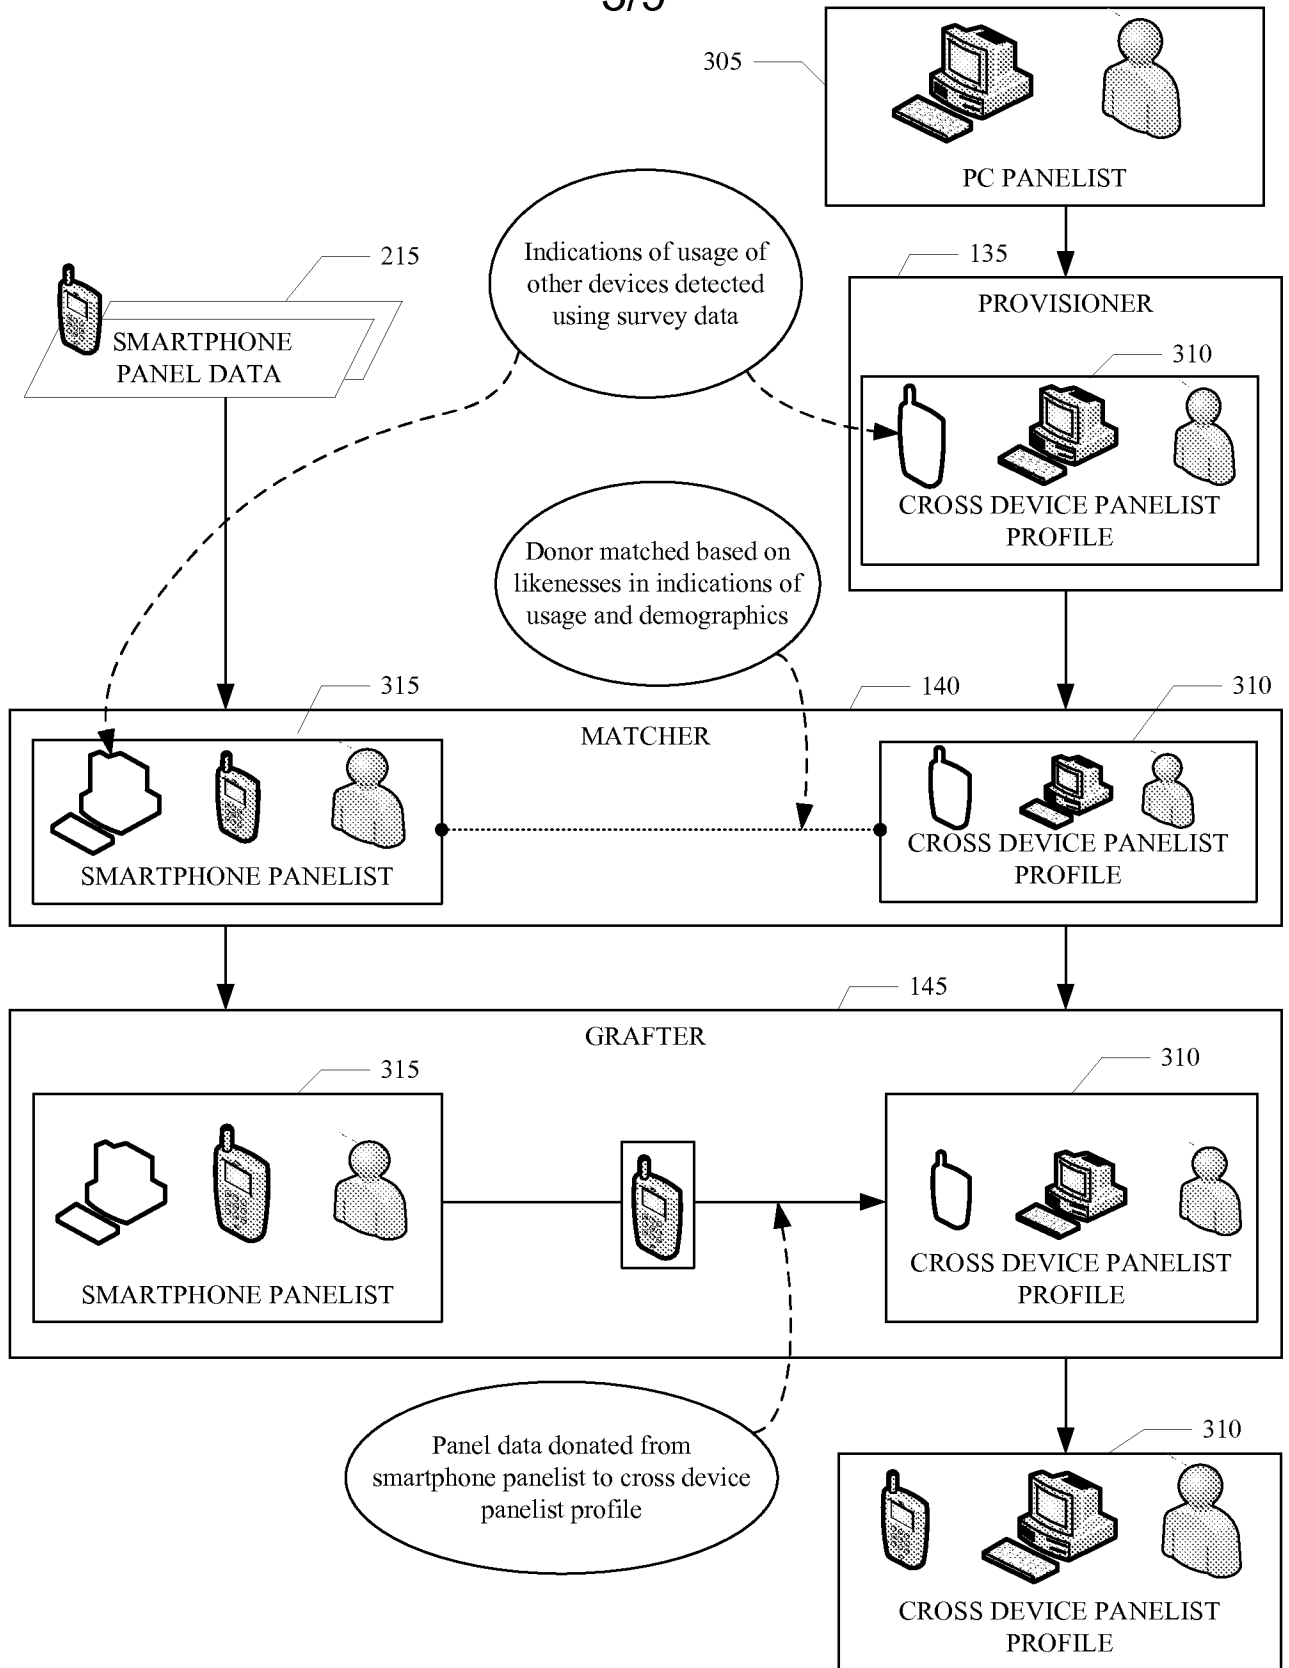 3/5
305
PC PANELIST
Indications of usage of
other devices detected
using survey data
215
SMARTPHONE
PANEL DATA
135
PROVISIONER
310
CROSS DEVICE PANELIST
PROFILE
Donor matched based on
likenesses in indications of
usage and demographics
315
140
310
MATCHER
SMARTPHONE PANELIST
CROSS DEVICE PANELIST
PROFILE
145
GRAFTER
315
310
SMARTPHONE PANELIST
CROSS DEVICE PANELIST
PROFILE
Panel data donated from
smartphone panelist to cross device
panelist profile
310
CROSS DEVICE PANELIST
PROFILE